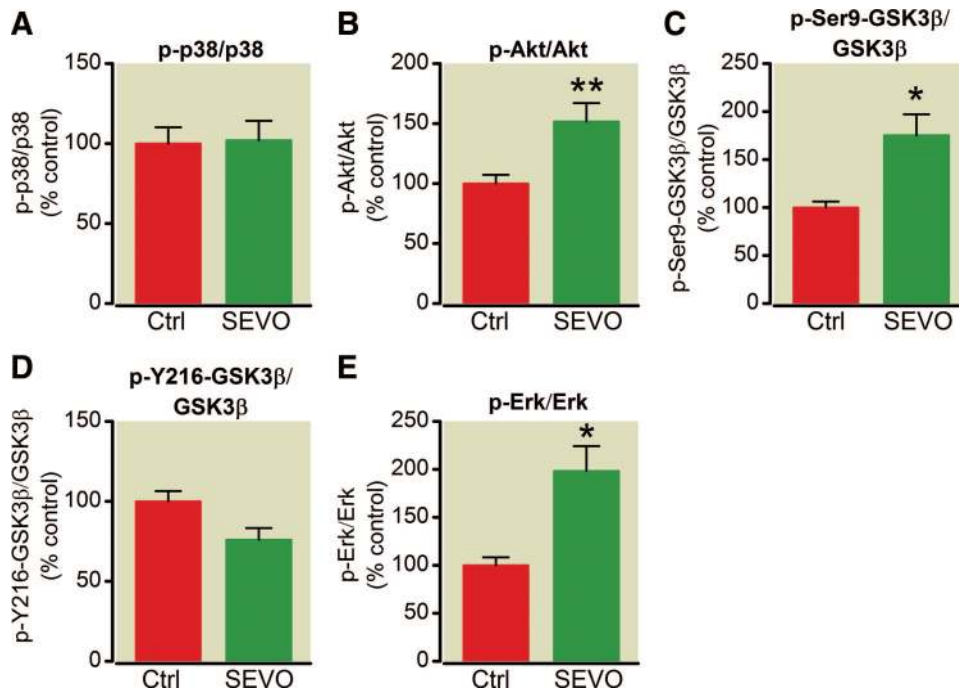 A
p-p38/p38
p-p38/p38
(% control)
150
100
50
0
Ctrl SEVO
B
p-Akt/Akt
p-Akt/Akt
(% control)
200
150
100
50
0
**
Ctrl SEVO
C
p-Ser9-GSK3β/
GSK3β
p-Ser9-GSK3β/GSK3β
(% control)
250
200
150
100
50
0
*
Ctrl SEVO
D
p-Y216-GSK3β/
GSK3β
p-Y216-GSK3β/GSK3β
(% control)
150
100
50
0
Ctrl SEVO
E
p-Erk/Erk
p-Erk/Erk
(% control)
250
200
150
100
50
0
*
Ctrl SEVO